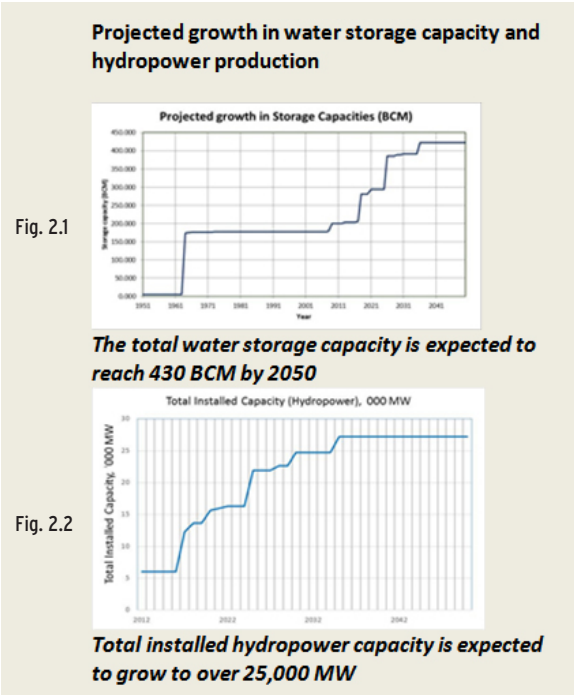 Projected growth in water storage capacity and
hydropower production
Fig. 2.1
Projected growth in Storage Capacities (BCM)
Storage capacity (BCM)
450.000
400.000
350.000
300.000
250.000
200.000
150.000
100.000
50.000
0.000
1951 1961 1971 1981 1991 2001 2011 2021 2031 2041
Year
The total water storage capacity is expected to
reach 430 BCM by 2050
Fig. 2.2
Total Installed Capacity (Hydropower), 000 MW
Total Installed Capacity, '000 MW
30
25
20
15
10
5
0
2012 2022 2032 2042
Total installed hydropower capacity is expected
to grow to over 25,000 MW